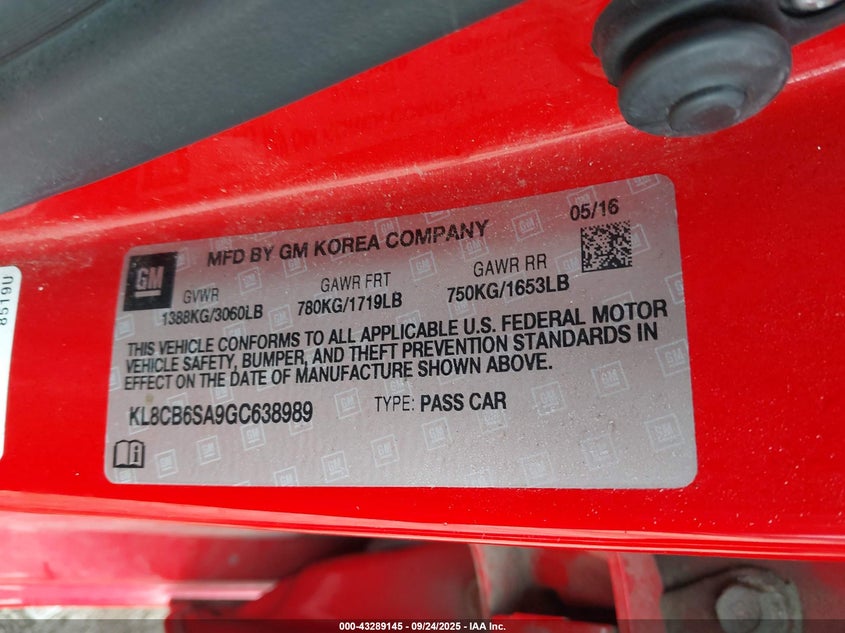 05/16
MFD BY GM KOREA COMPANY
GM
GVWR GAWR FRT GAWR RR
1388KG/3060LB 780KG/1719LB 750KG/1653LB
THIS VEHICLE CONFORMS TO ALL APPLICABLE U.S. FEDERAL MOTOR
VEHICLE SAFETY, BUMPER, AND THEFT PREVENTION STANDARDS IN
EFFECT ON THE DATE OF MANUFACTURE SHOWN ABOVE.
KL8CB6SA9GC638989 TYPE: PASS CAR
8519U
000-43289145 - 09/24/2025 - IAA Inc.